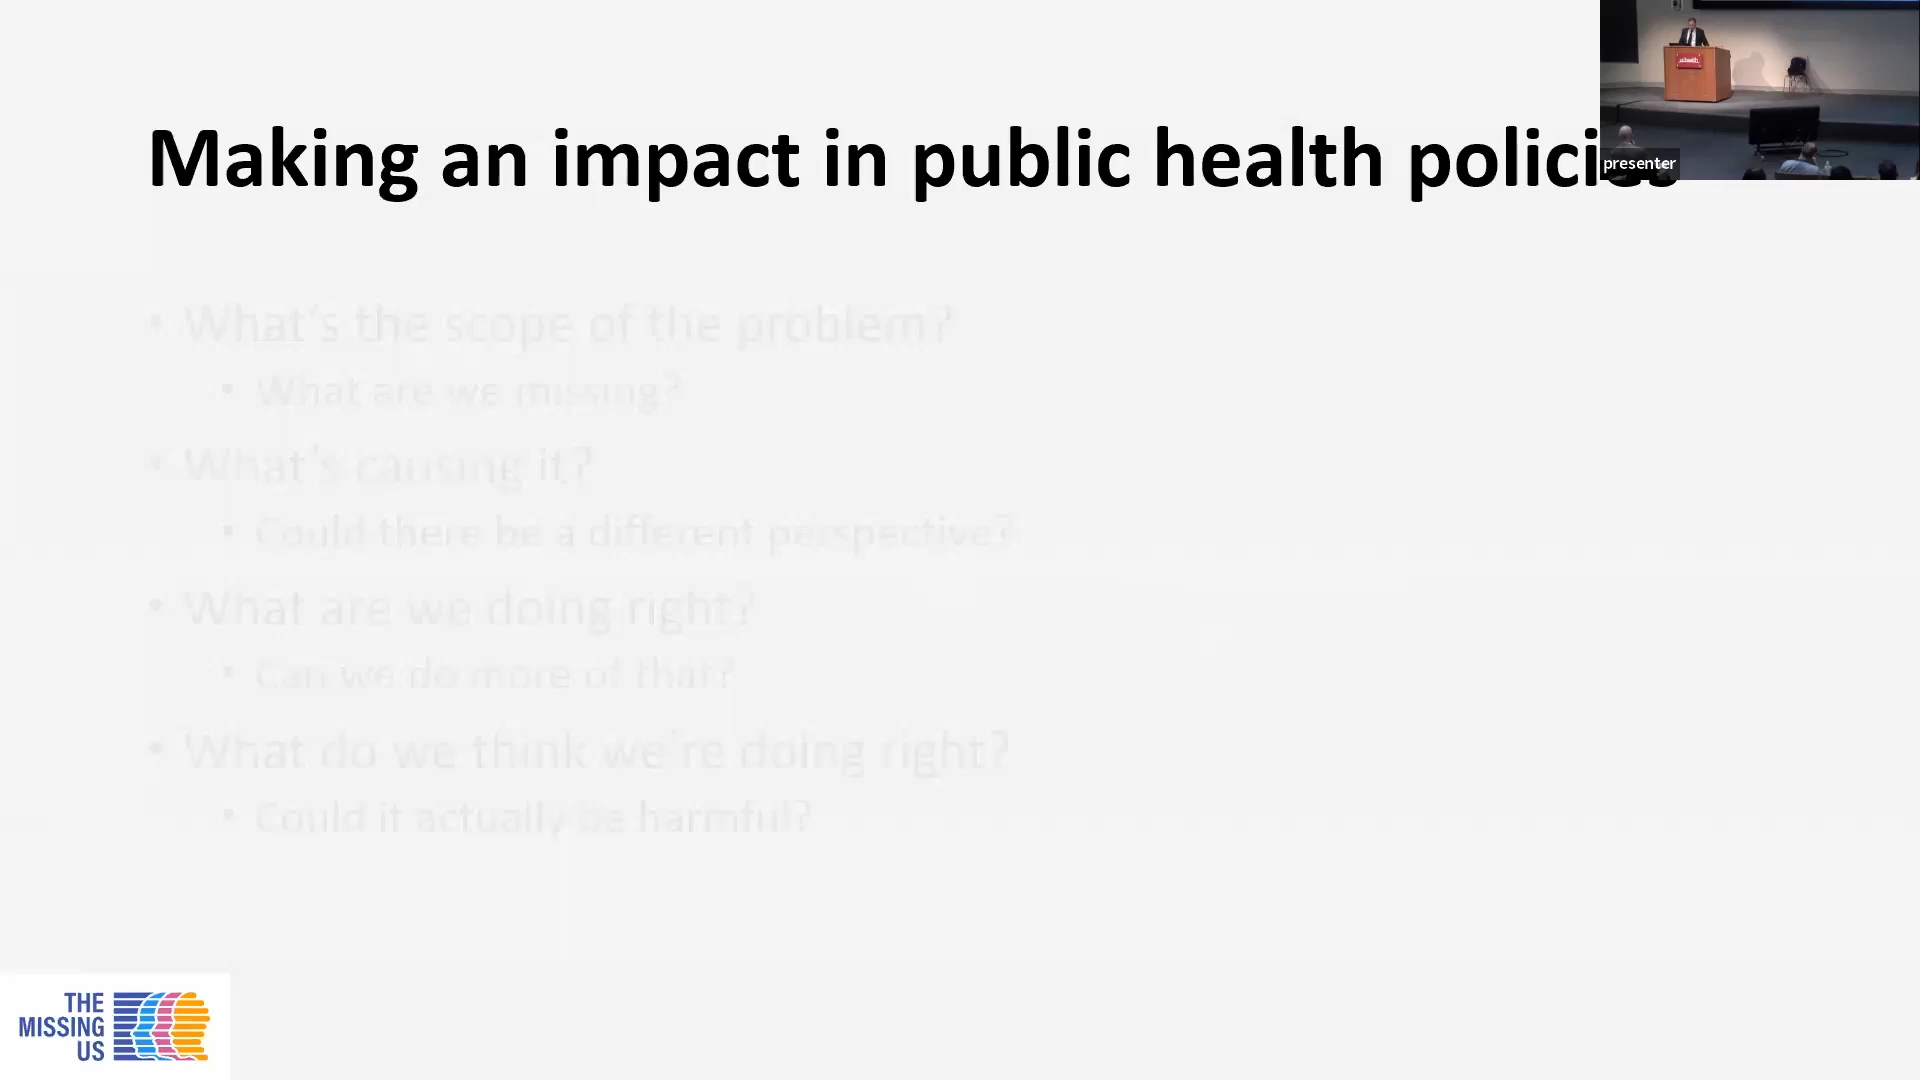 Making an impact in public health policies
presenter
• What's the scope of the problem?
• What are we missing?
• What's causing it?
• Could there be a different perspective?
• What are we doing right?
• Can we do more of that?
• What do we think we're doing right?
• Could it actually be harmful?
THE
MISSING
US